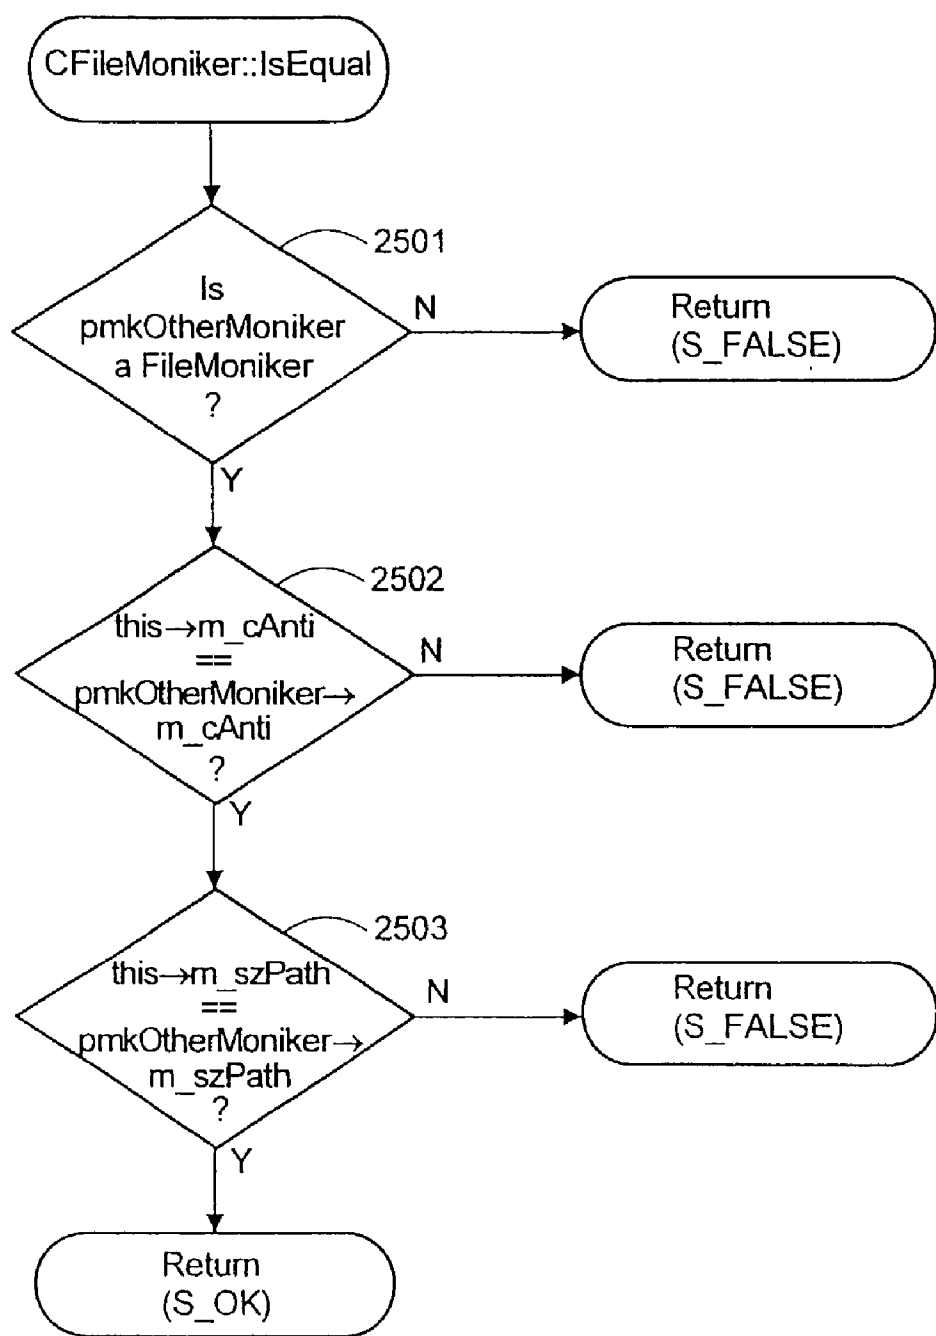 CFileMoniker::IsEqual
2501
Is
pmkOtherMoniker
a FileMoniker
?
N
Return
(S_FALSE)
Y
2502
this→m_cAnti
==
pmkOtherMoniker→
m_cAnti
?
N
Return
(S_FALSE)
Y
2503
this→m_szPath
==
pmkOtherMoniker→
m_szPath
?
N
Return
(S_FALSE)
Y
Return
(S_OK)